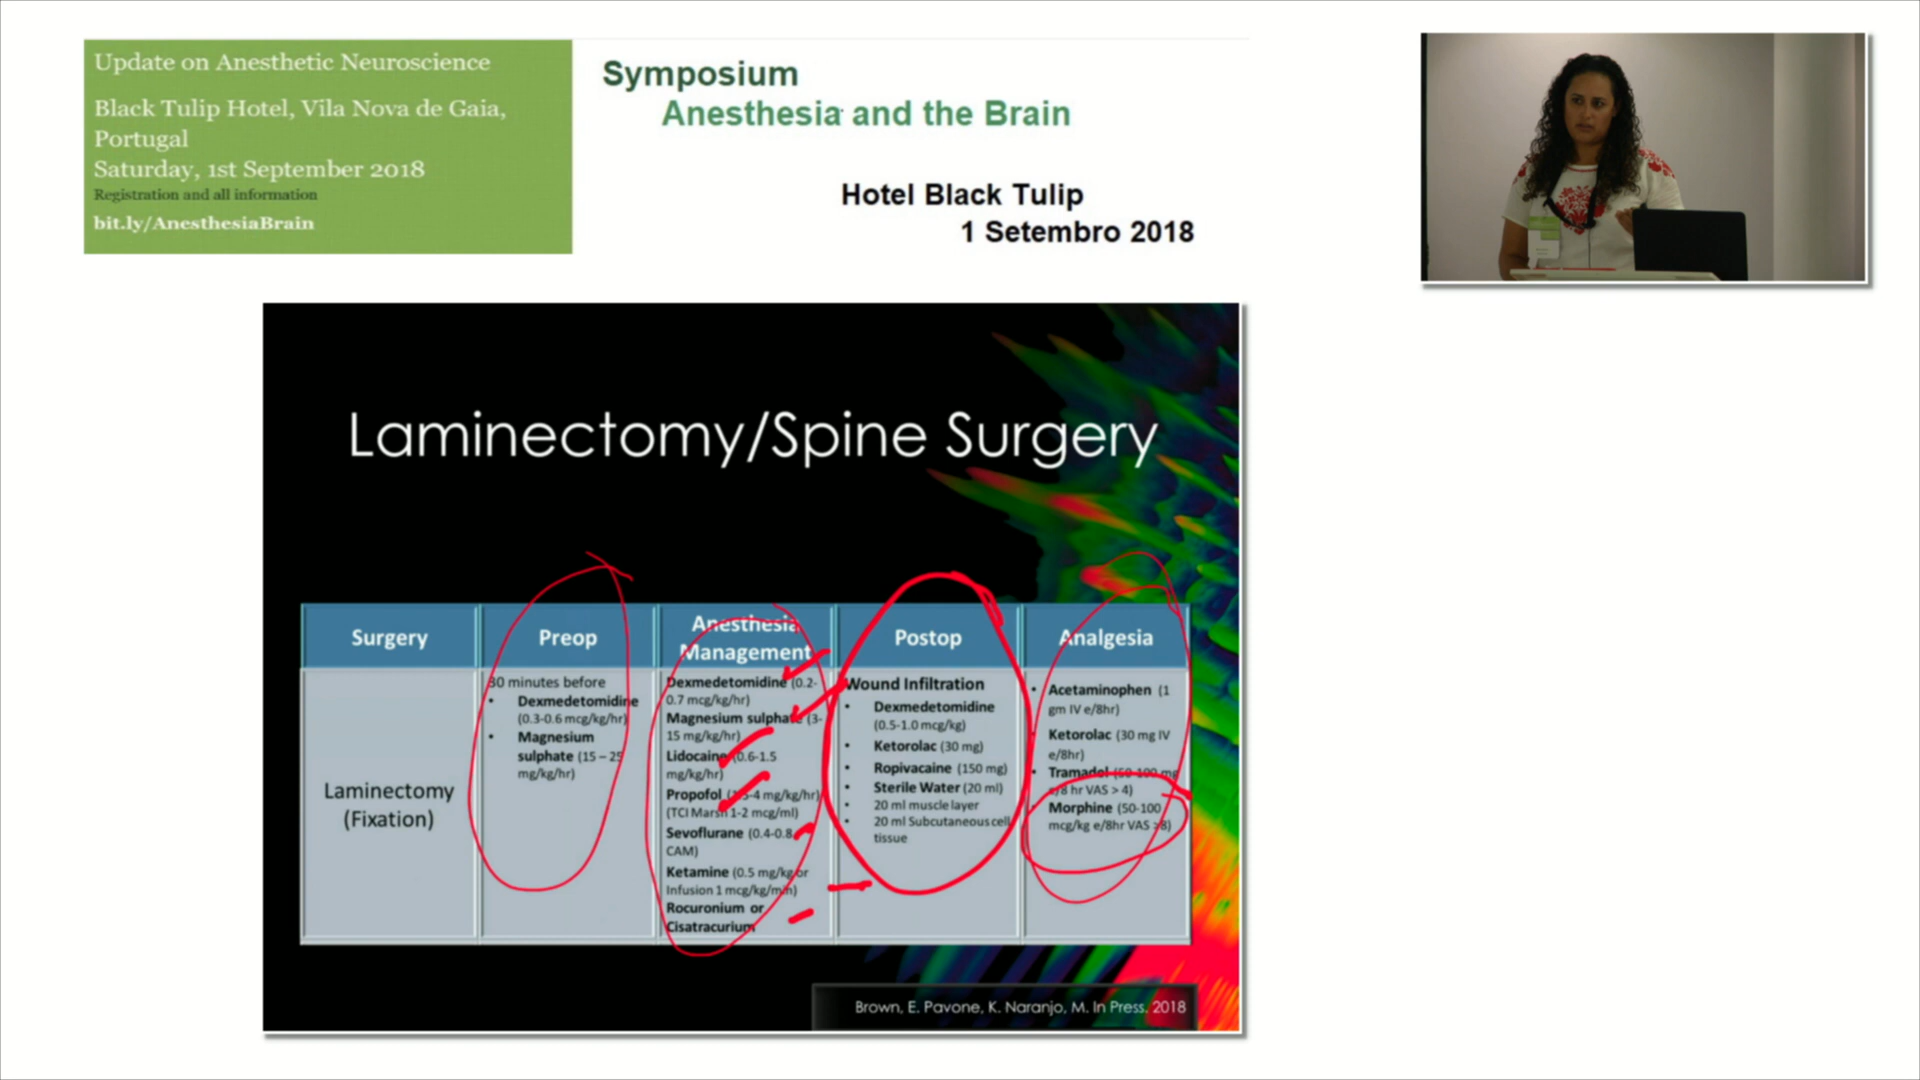 Update on Anesthetic Neuroscience
Black Tulip Hotel, Vila Nova de Gaia,
Portugal
Saturday, 1st September 2018
Registration and all information
bit.ly/AnesthesiaBrain
Symposium
Anesthesia and the Brain
Hotel Black Tulip
1 Setembro 2018
Laminectomy/Spine Surgery
Surgery
Preop
Anesthesia
Management
Postop
Analgesia
Laminectomy
(Fixation)
30 minutes before
• Dexmedetomidine
(0.3-0.6 mcg/kg/hr)
• Magnesium
sulphate (15 – 25
mg/kg/hr)
Dexmedetomidine (0.2-
0.7 mcg/kg/hr)
Magnesium sulphate (3-
15 mg/kg/hr)
Lidocaine (0.6-1.5
mg/kg/hr)
Propofol mg/kg/hr)
(TCI Marsh 1-2 mcg/ml)
Sevoflurane (0.4-0.8
CAM)
Ketamine (0.5 mg/kg or
Infusion 1 mcg/kg/min)
Rocuronium or
Cisatracurium
Wound Infiltration
• Dexmedetomidine
(0.5-1.0 mcg/kg)
• Ketorolac (30 mg)
• Ropivacaine (150 mg)
• Sterile Water (20 ml)
• 20 ml muscle layer
• 20 ml Subcutaneous cell
tissue
• Acetaminophen (1
gm IV e/8hr)
• Ketorolac (30 mg IV
e/8hr)
• Tramadol (50-100 mg
e/8 hr VAS > 4)
• Morphine (50-100
mcg/kg e/8hr VAS >8)
Brown, E. Pavone, K. Naranjo, M. In Press. 2018